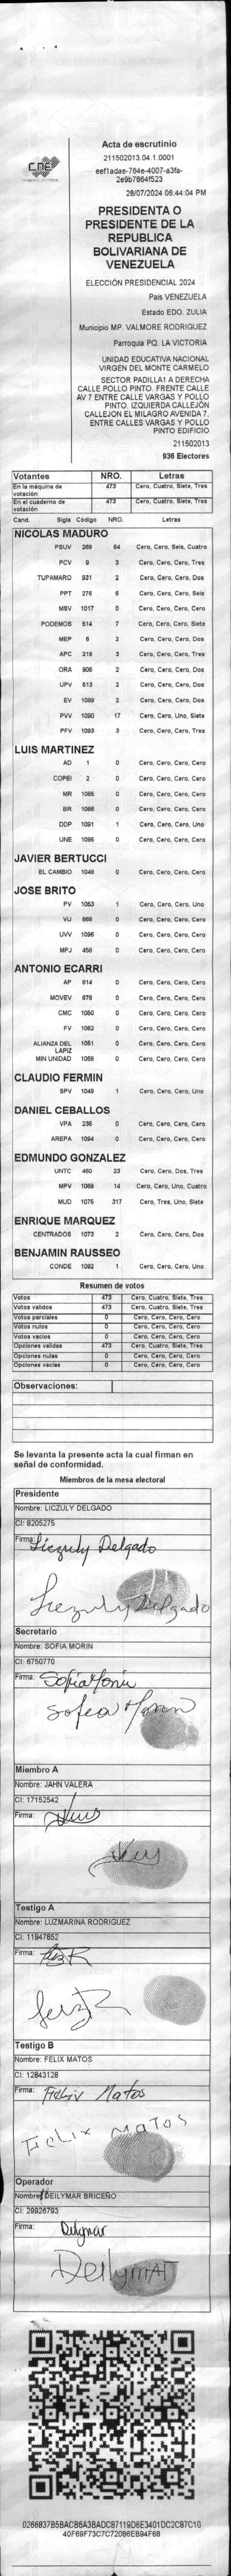 CNE
Acta de escrutinio
211502013.04.1.0001
eef1adae-764e-4007-a3fa-
2e9b7864f523
28/07/2024 06:44:04 PM
PRESIDENTA O
PRESIDENTE DE LA
REPUBLICA
BOLIVARIANA DE
VENEZUELA
ELECCIÓN PRESIDENCIAL 2024
Pais VENEZUELA
Estado EDO. ZULIA
Municipio MP. VALMORE RODRIGUEZ
Parroquia PQ. LA VICTORIA
UNIDAD EDUCATIVA NACIONAL
VIRGEN DEL MONTE CARMELO
SECTOR PADILLA1 A DERECHA
CALLE POLLO PINTO. FRENTE CALLE
AV 7 ENTRE CALLE VARGAS Y POLLO
PINTO. IZQUIERDA CALLEJÓN
CALLEJON EL MILAGRO AVENIDA 7.
ENTRE CALLES VARGAS Y POLLO
PINTO EDIFICIO
211502013
936 Electores
Votantes NRO. Letras
En la máquina de votación 473 Cero, Cuatro, Siete, Tres
En el cuaderno de votación 473 Cero, Cuatro, Siete, Tres
Cand. Sigla Código NRO. Letras
NICOLAS MADURO
PSUV 269 64 Cero, Cero, Seis, Cuatro
PCV 9 3 Cero, Cero, Cero, Tres
TUPAMARO 931 2 Cero, Cero, Cero, Dos
PPT 276 6 Cero, Cero, Cero, Seis
MSV 1017 0 Cero, Cero, Cero, Cero
PODEMOS 514 7 Cero, Cero, Cero, Siete
MEP 6 2 Cero, Cero, Cero, Dos
APC 219 3 Cero, Cero, Cero, Tres
ORA 905 2 Cero, Cero, Cero, Dos
UPV 513 2 Cero, Cero, Cero, Dos
EV 1089 2 Cero, Cero, Cero, Dos
PVV 1090 17 Cero, Cero, Uno, Siete
PFV 1093 3 Cero, Cero, Cero, Tres
LUIS MARTINEZ
AD 1 0 Cero, Cero, Cero, Cero
COPEI 2 0 Cero, Cero, Cero, Cero
MR 1065 0 Cero, Cero, Cero, Cero
BR 1066 0 Cero, Cero, Cero, Cero
DDP 1091 1 Cero, Cero, Cero, Uno
UNE 1095 0 Cero, Cero, Cero, Cero
JAVIER BERTUCCI
EL CAMBIO 1048 0 Cero, Cero, Cero, Cero
JOSE BRITO
PV 1053 1 Cero, Cero, Cero, Uno
VU 868 0 Cero, Cero, Cero, Cero
UVV 1096 0 Cero, Cero, Cero, Cero
MPJ 458 0 Cero, Cero, Cero, Cero
ANTONIO ECARRI
AP 814 0 Cero, Cero, Cero, Cero
MOVEV 878 0 Cero, Cero, Cero, Cero
CMC 1050 0 Cero, Cero, Cero, Cero
FV 1062 0 Cero, Cero, Cero, Cero
ALIANZA DEL LAPIZ 1051 0 Cero, Cero, Cero, Cero
MIN UNIDAD 1068 0 Cero, Cero, Cero, Cero
CLAUDIO FERMIN
SPV 1049 1 Cero, Cero, Cero, Uno
DANIEL CEBALLOS
VPA 236 0 Cero, Cero, Cero, Cero
AREPA 1094 0 Cero, Cero, Cero, Cero
EDMUNDO GONZALEZ
UNTC 460 23 Cero, Cero, Dos, Tres
MPV 1069 14 Cero, Cero, Uno, Cuatro
MUD 1075 317 Cero, Tres, Uno, Siete
ENRIQUE MARQUEZ
CENTRADOS 1073 2 Cero, Cero, Cero, Dos
BENJAMIN RAUSSEO
CONDE 1092 1 Cero, Cero, Cero, Uno
Resumen de votos
Votos 473 Cero, Cuatro, Siete, Tres
Votos validos 473 Cero, Cuatro, Siete, Tres
Votos parciales 0 Cero, Cero, Cero, Cero
Votos nulos 0 Cero, Cero, Cero, Cero
Votos vacios 0 Cero, Cero, Cero, Cero
Opciones validas 473 Cero, Cuatro, Siete, Tres
Opciones nulas 0 Cero, Cero, Cero, Cero
Opciones vacias 0 Cero, Cero, Cero, Cero
Observaciones:
Se levanta la presente acta la cual firman en
señal de conformidad.
Miembros de la mesa electoral
Presidente
Nombre: LICZULY DELGADO
CI: 8205275
Firma: Liczuly Delgado
Liczuly Delgado
Secretario
Nombre: SOFIA MORIN
CI: 6750770
Firma: Sofia Morin
Sofia Morin
Miembro A
Nombre: JAHN VALERA
CI: 17152542
Firma:
Testigo A
Nombre: LUZMARINA RODRIGUEZ
CI: 11947852
Firma:
Testigo B
Nombre: FELIX MATOS
CI: 12843128
Firma: Felix Matos
Felix MATOS
Operador
Nombre: DEILYMAR BRICEÑO
CI: 29926793
Firma: Deilymar
Deilymar
0266837B5BACB6A3BADC87119D6E3401DC2C87C10
40F69F73C7C72086EB94F68